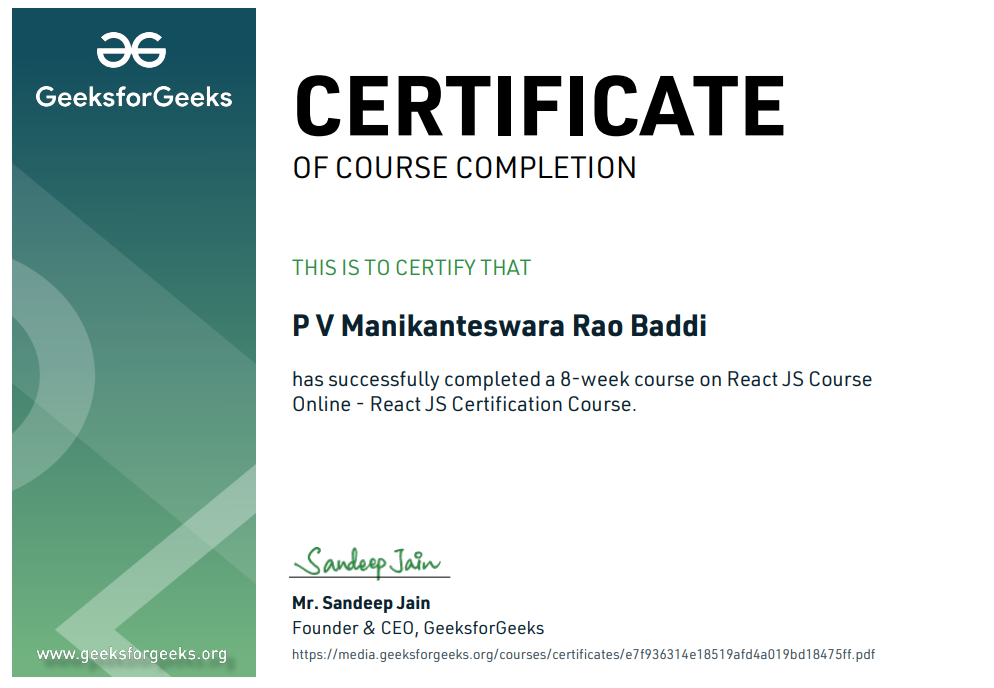 GeeksforGeeks
CERTIFICATE
OF COURSE COMPLETION
THIS IS TO CERTIFY THAT
P V Manikanteswara Rao Baddi
has successfully completed a 8-week course on React JS Course
Online - React JS Certification Course.
Sandeep Jain
Mr. Sandeep Jain
Founder & CEO, GeeksforGeeks
https://media.geeksforgeeks.org/courses/certificates/e7f936314e18519afd4a019bd18475ff.pdf
www.geeksforgeeks.org